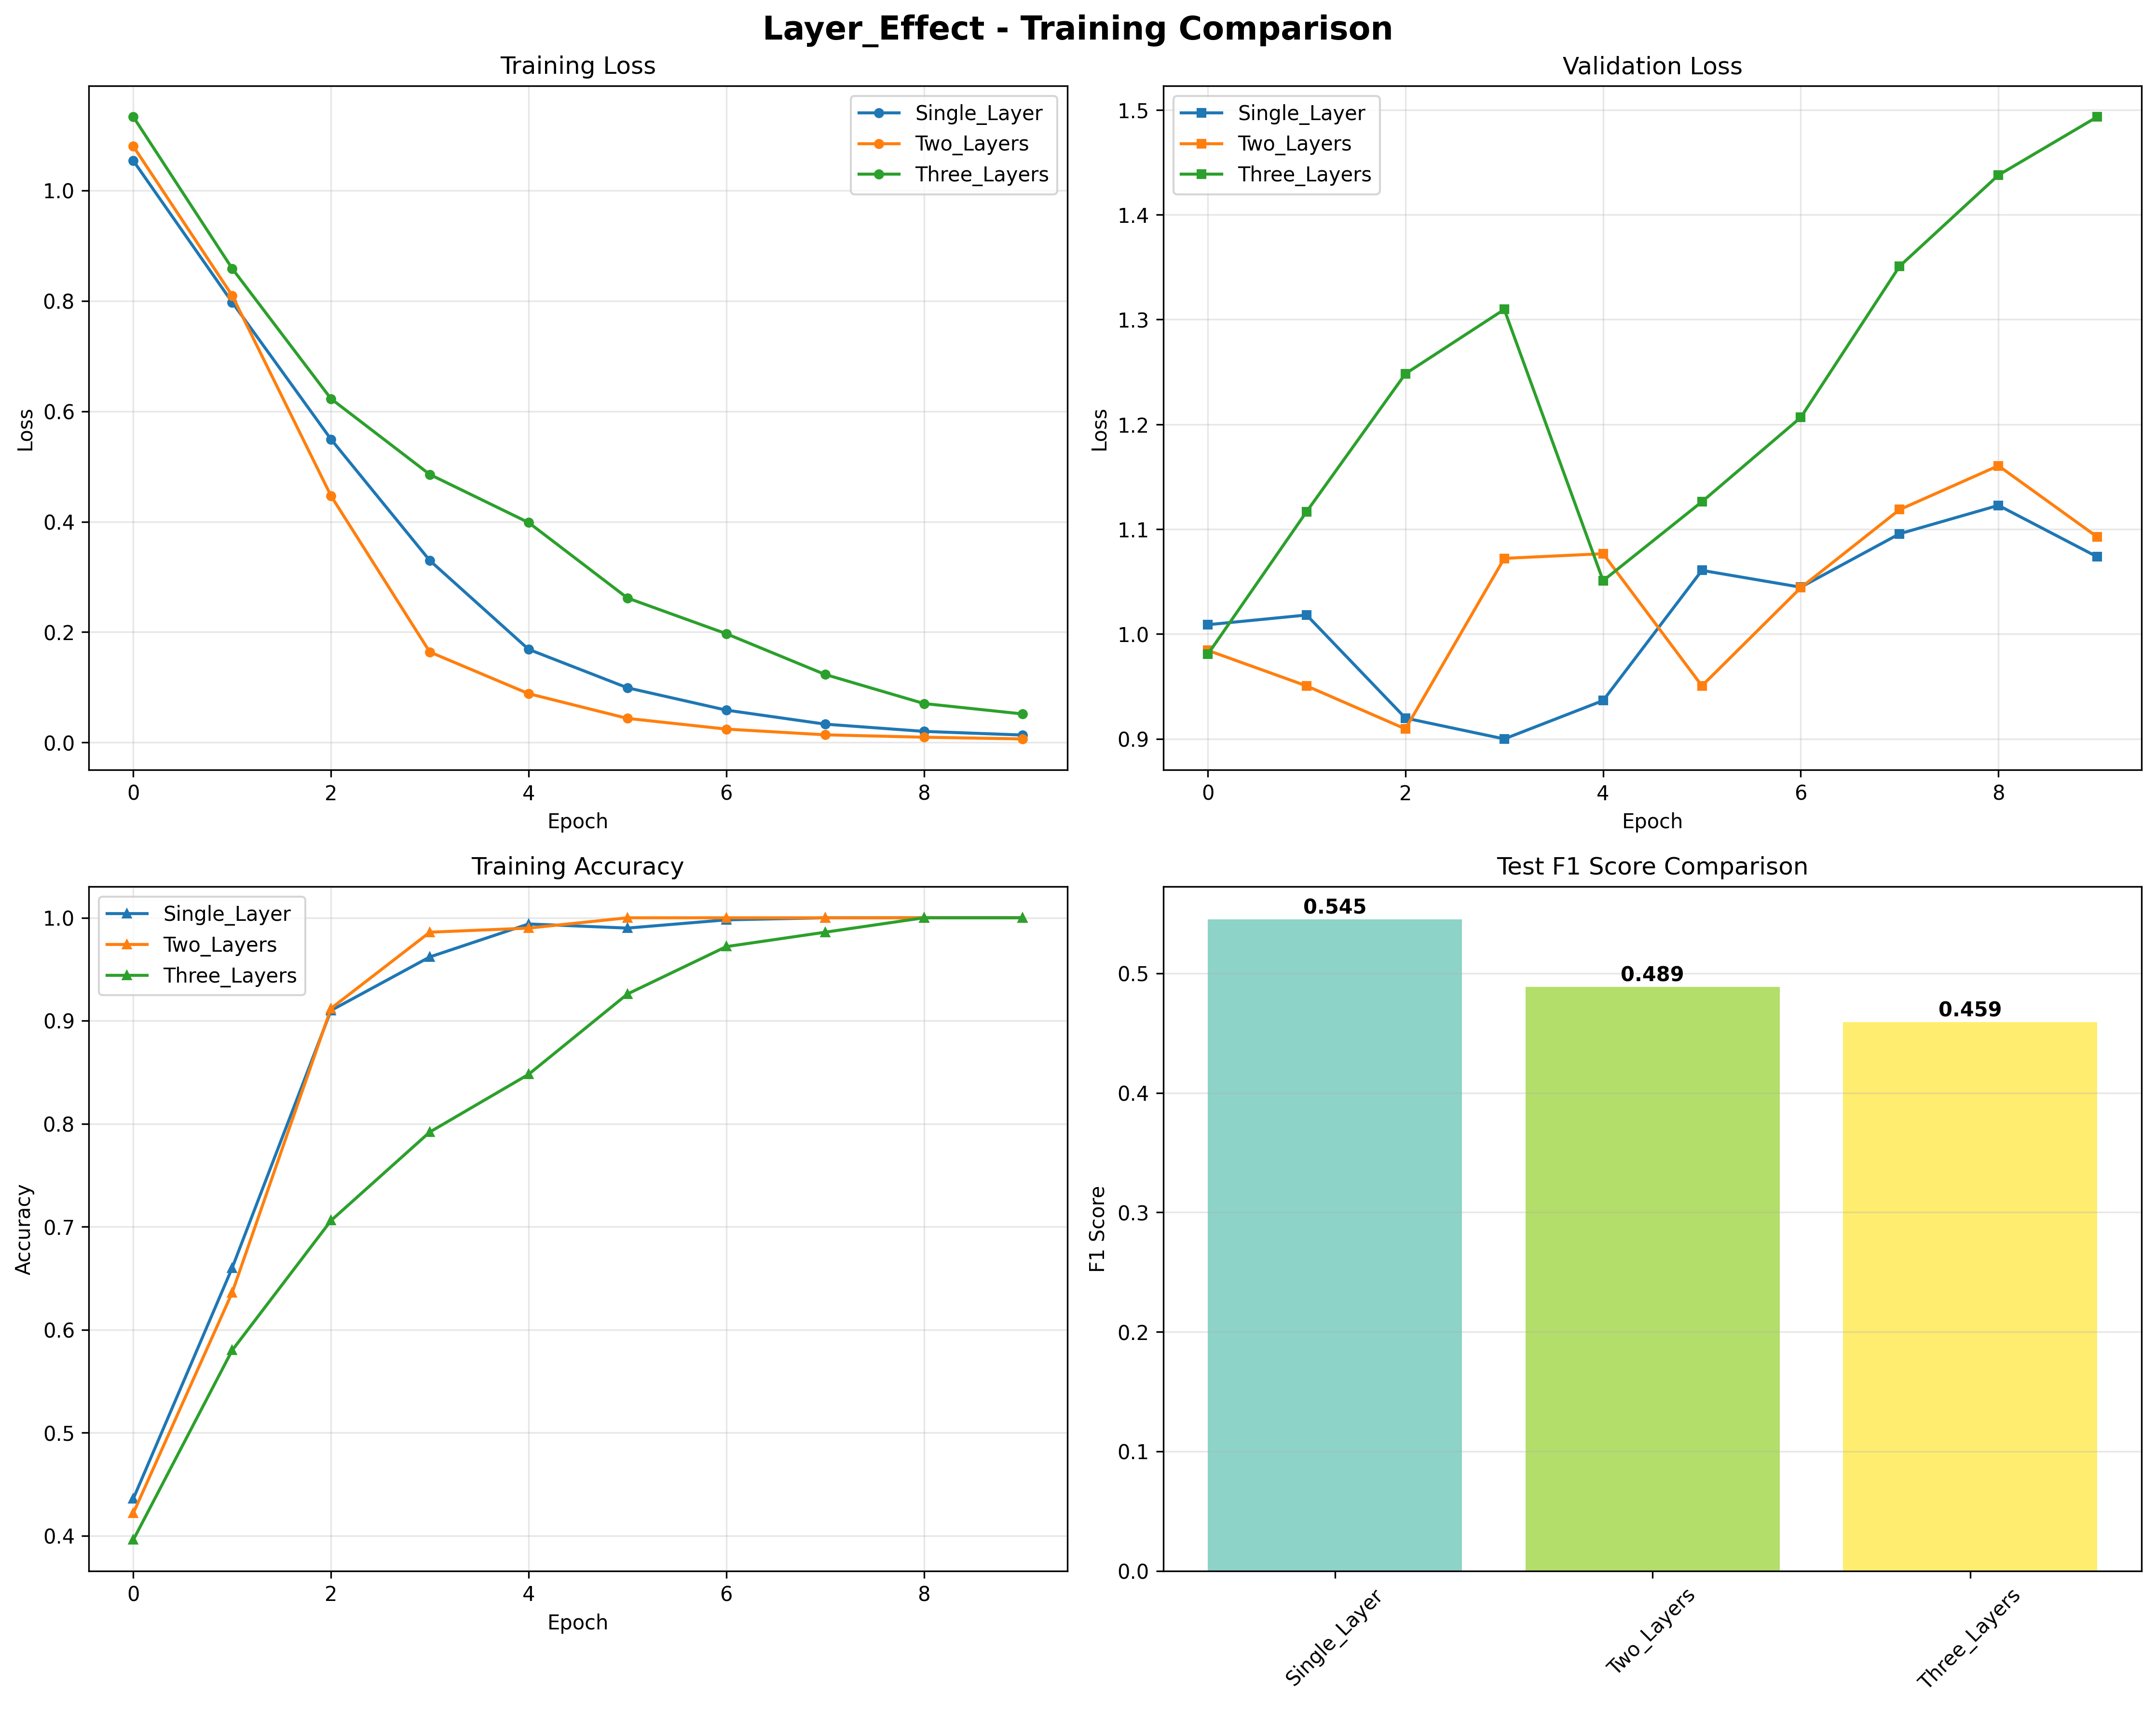 Layer_Effect - Training Comparison
Training Loss
Loss
1.0
0.8
0.6
0.4
0.2
0.0
Single_Layer
Two_Layers
Three_Layers
0 2 4 6 8
Epoch
Validation Loss
Loss
1.5
1.4
1.3
1.2
1.1
1.0
0.9
Single_Layer
Two_Layers
Three_Layers
0 2 4 6 8
Epoch
Training Accuracy
Accuracy
1.0
0.9
0.8
0.7
0.6
0.5
0.4
Single_Layer
Two_Layers
Three_Layers
0 2 4 6 8
Epoch
Test F1 Score Comparison
F1 Score
0.5
0.4
0.3
0.2
0.1
0.0
0.545
0.489
0.459
Single_Layer
Two_Layers
Three_Layers